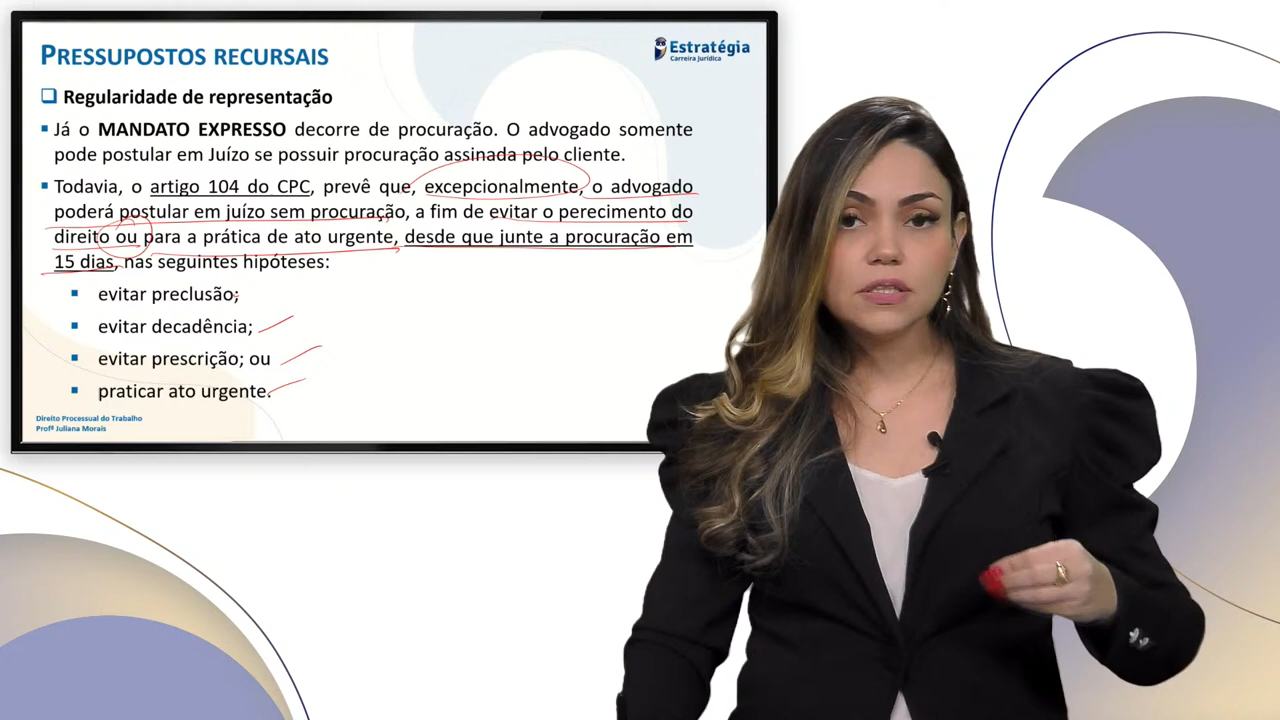 PRESSUPOSTOS RECURSAIS
Estratégia
Carreira Jurídica
Regularidade de representação
Já o MANDATO EXPRESSO decorre de procuração. O advogado somente
pode postular em Juízo se possuir procuração assinada pelo cliente.
Todavia, o artigo 104 do CPC, prevê que, excepcionalmente, o advogado
poderá postular em juízo sem procuração, a fim de evitar o perecimento do
direito ou para a prática de ato urgente, desde que junte a procuração em
15 dias, nas seguintes hipóteses:
evitar preclusão;
evitar decadência;
evitar prescrição; ou
praticar ato urgente.
Direito Processual do Trabalho
Profª Juliana Morais